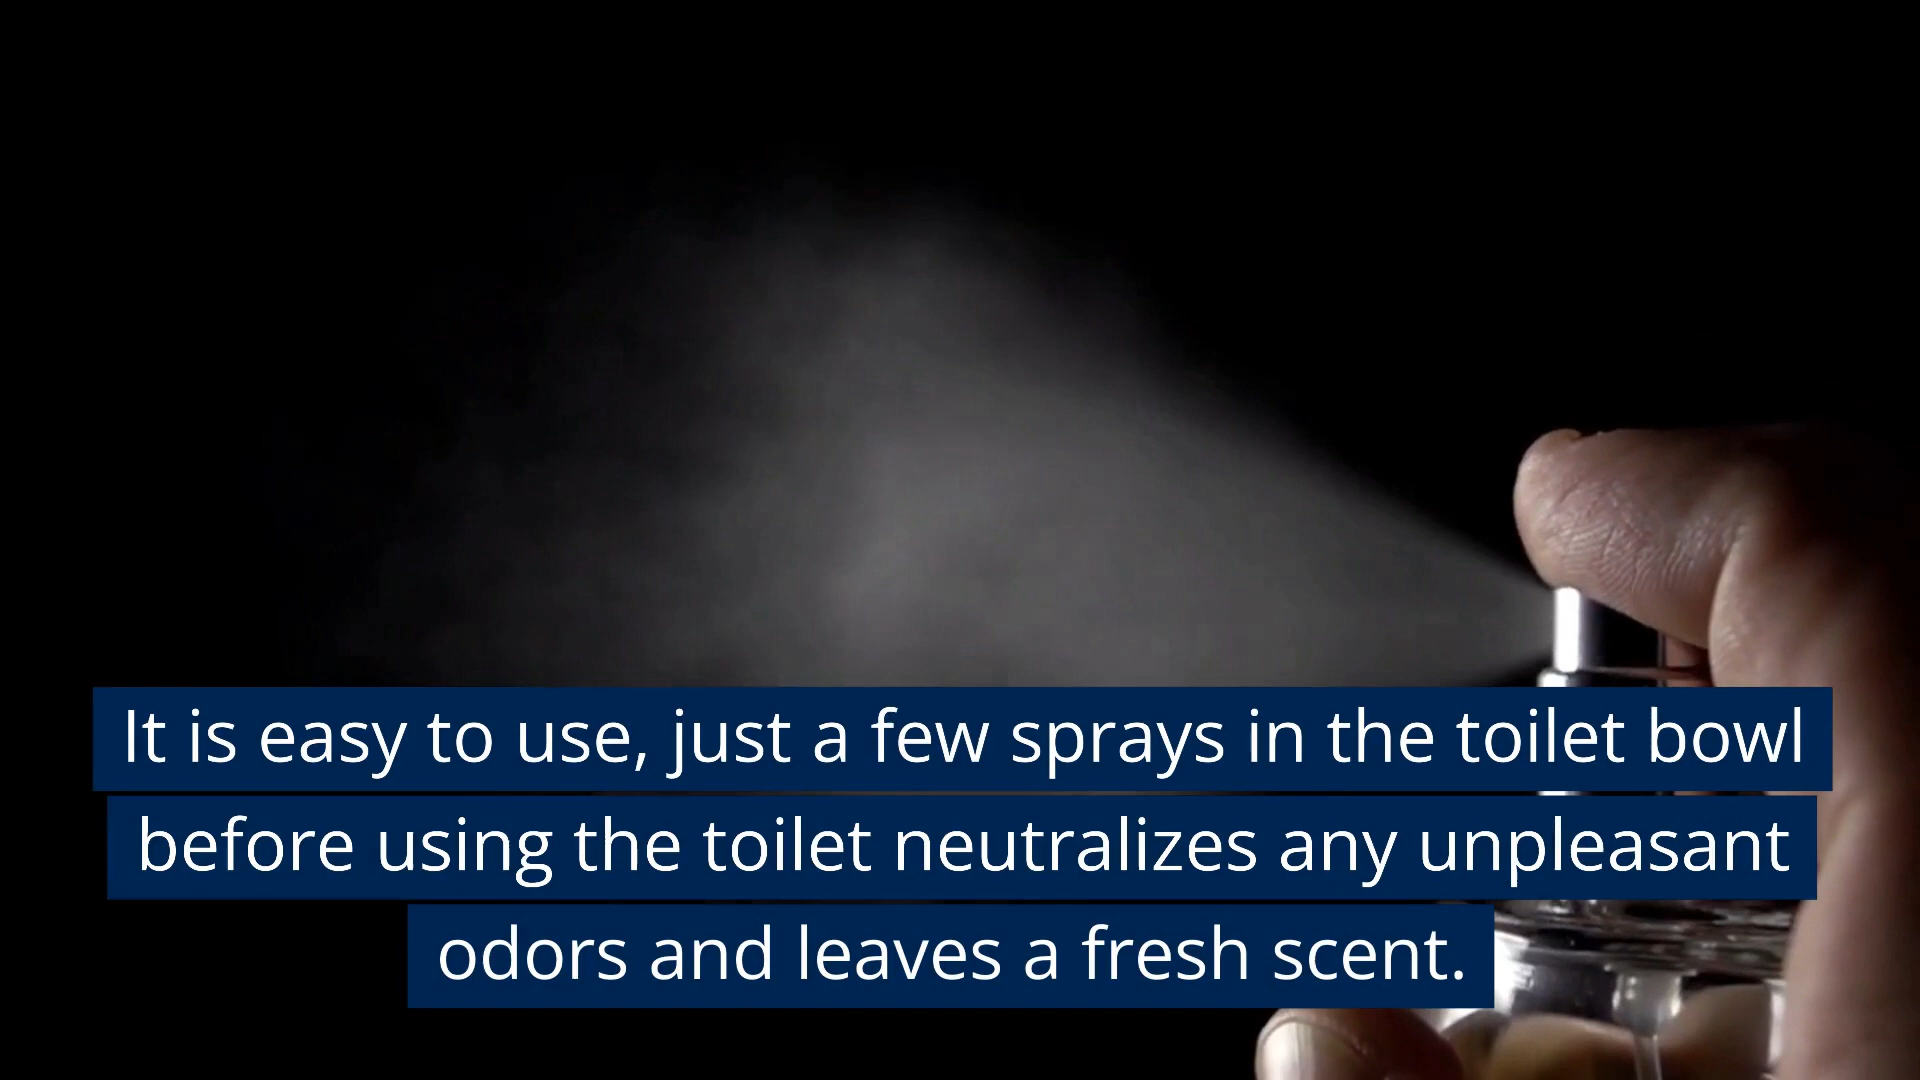 It is easy to use, just a few sprays in the toilet bowl
before using the toilet neutralizes any unpleasant
odors and leaves a fresh scent.